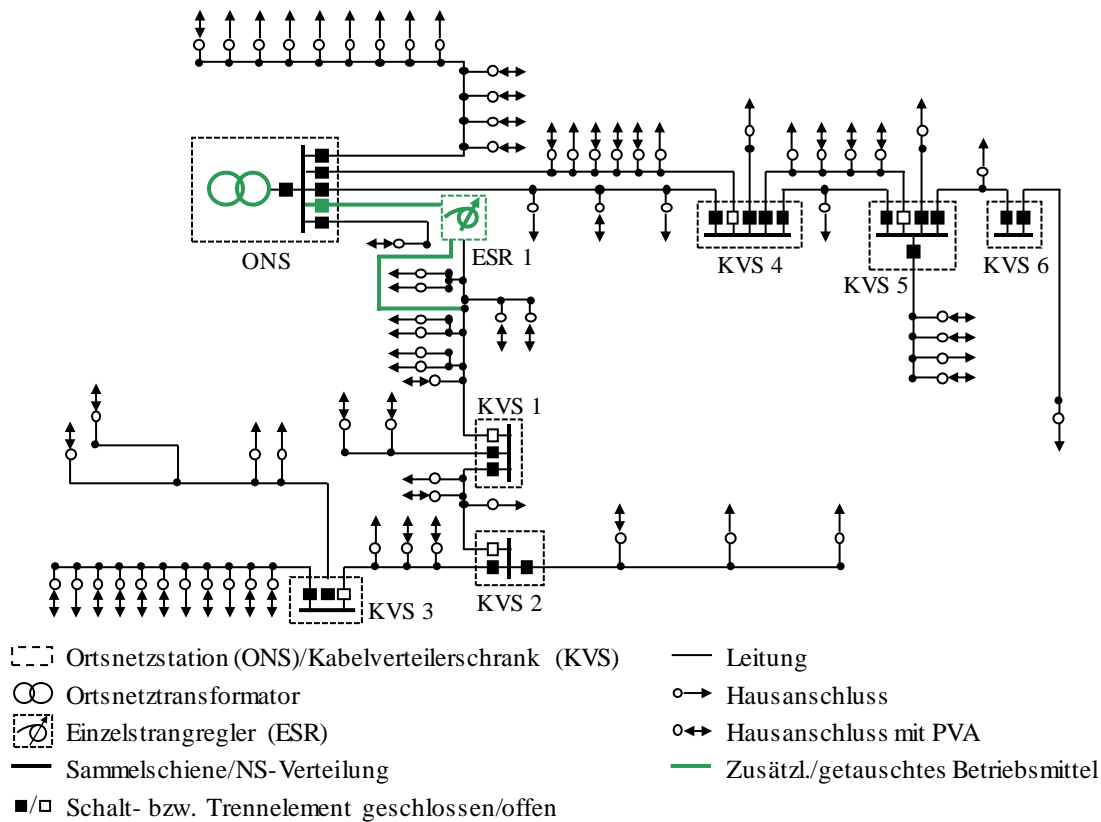 ONS
ESR 1
KVS 4
KVS 5
KVS 6
KVS 1
KVS 2
KVS 3
Ortsnetzstation (ONS)/Kabelverteilerschrank (KVS)
Leitung
Ortsnetztransformator
Hausanschluss
Einzelstrangregler (ESR)
Hausanschluss mit PVA
Sammelschiene/NS-Verteilung
Zusätzl./getauschtes Betriebsmittel
/ Schalt- bzw. Trennelement geschlossen/offen